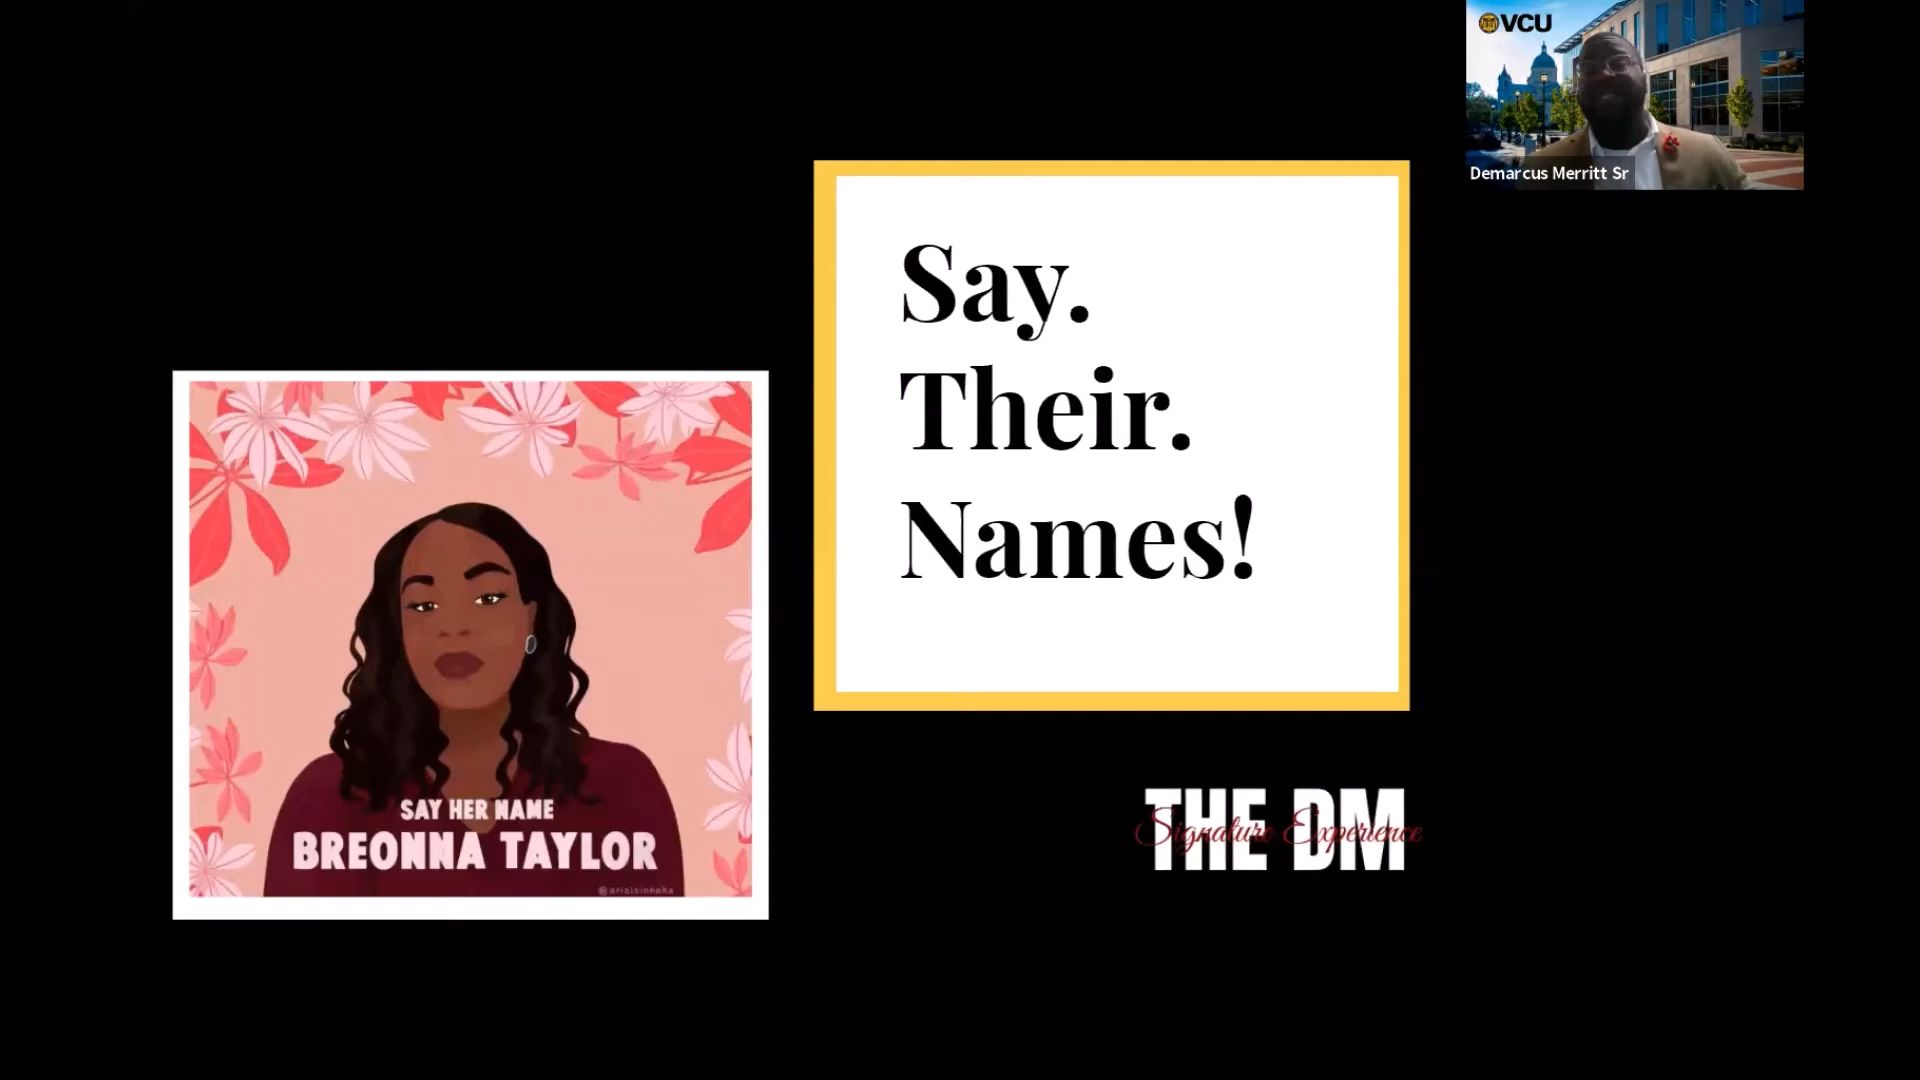 VCU
Demarcus Merritt Sr
Say.
Their.
Names!
SAY HER NAME
BREONNA TAYLOR
THE DM
Signature Experience